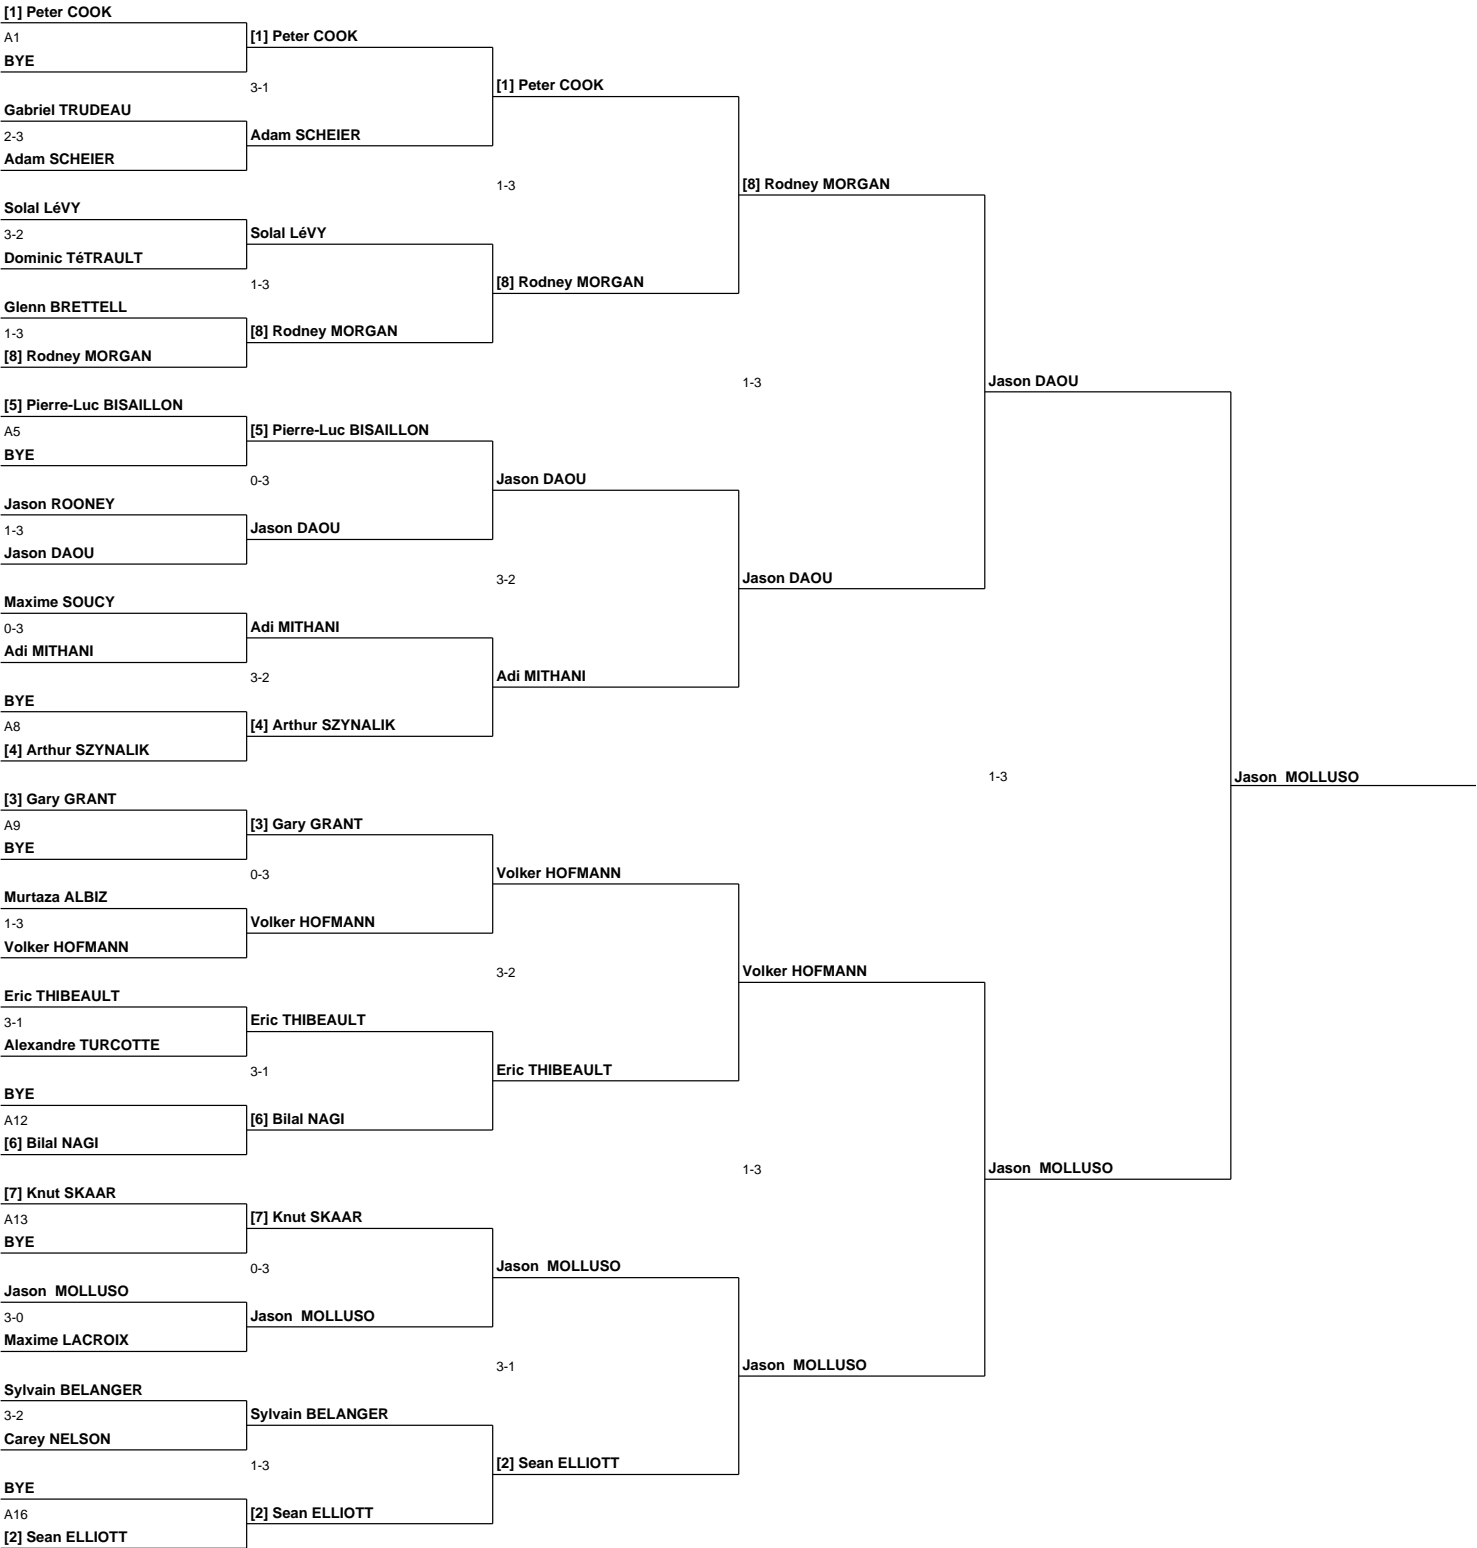 [1] Peter COOK
A1
BYE
Gabriel TRUDEAU
2-3
Adam SCHEIER
Solal LéVY
3-2
Dominic TéTRAULT
Glenn BRETTELL
1-3
[8] Rodney MORGAN
[5] Pierre-Luc BISAILLON
A5
BYE
Jason ROONEY
1-3
Jason DAOU
Maxime SOUCY
0-3
Adi MITHANI
BYE
A8
[4] Arthur SZYNALIK
[3] Gary GRANT
A9
BYE
Murtaza ALBIZ
1-3
Volker HOFMANN
Eric THIBEAULT
3-1
Alexandre TURCOTTE
BYE
A12
[6] Bilal NAGI
[7] Knut SKAAR
A13
BYE
Jason  MOLLUSO
3-0
Maxime LACROIX
Sylvain BELANGER
3-2
Carey NELSON
BYE
A16
[2] Sean ELLIOTT
[1] Peter COOK
3-1
Adam SCHEIER
Solal LéVY
1-3
[8] Rodney MORGAN
[5] Pierre-Luc BISAILLON
0-3
Jason DAOU
Adi MITHANI
3-2
[4] Arthur SZYNALIK
[3] Gary GRANT
0-3
Volker HOFMANN
Eric THIBEAULT
3-1
[6] Bilal NAGI
[7] Knut SKAAR
0-3
Jason  MOLLUSO
Sylvain BELANGER
1-3
[2] Sean ELLIOTT
[1] Peter COOK
1-3
[8] Rodney MORGAN
Jason DAOU
3-2
Adi MITHANI
Volker HOFMANN
3-2
Eric THIBEAULT
Jason  MOLLUSO
3-1
[2] Sean ELLIOTT
[8] Rodney MORGAN
1-3
Jason DAOU
Volker HOFMANN
1-3
Jason  MOLLUSO
Jason DAOU
1-3
Jason  MOLLUSO
Jason  MOLLUSO